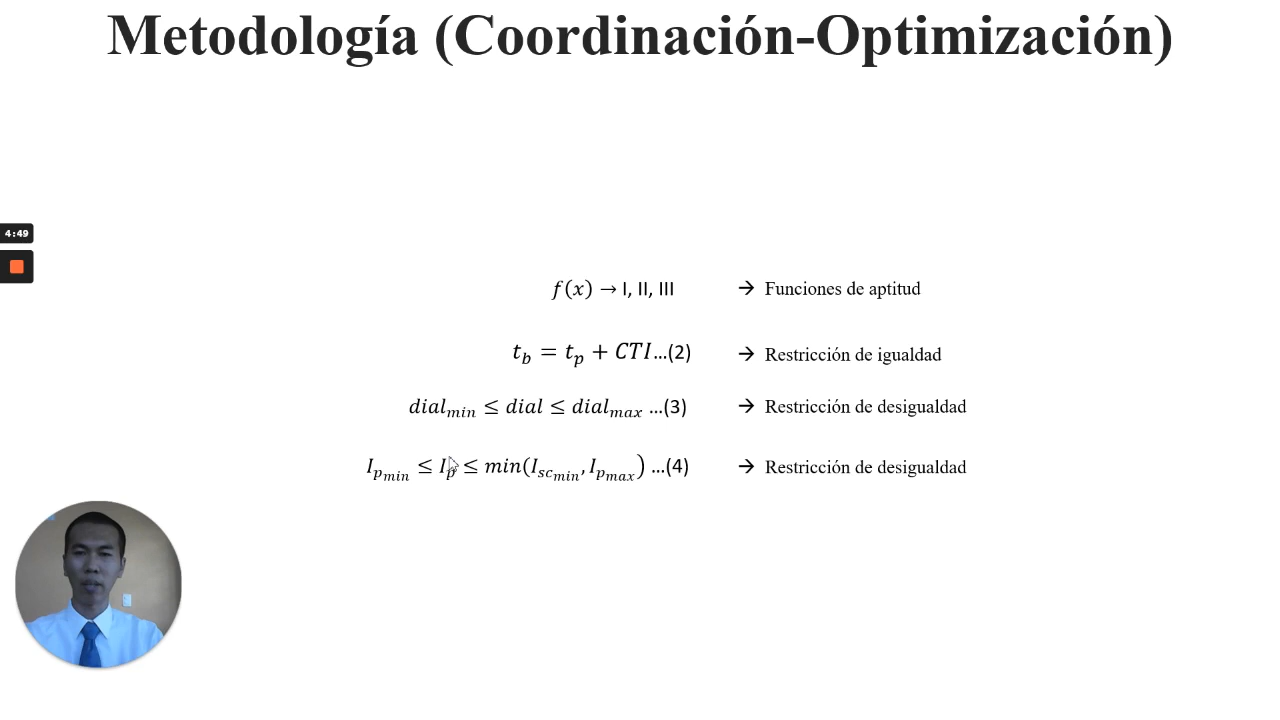 Metodología (Coordinación-Optimización)
4:49
f(x) → I, II, III → Funciones de aptitud
t_b = t_p + CTI...(2) → Restricción de igualdad
dial_min ≤ dial ≤ dial_max ...(3) → Restricción de desigualdad
I_p_min ≤ I_p ≤ min(I_sc_min, I_p_max) ...(4) → Restricción de desigualdad